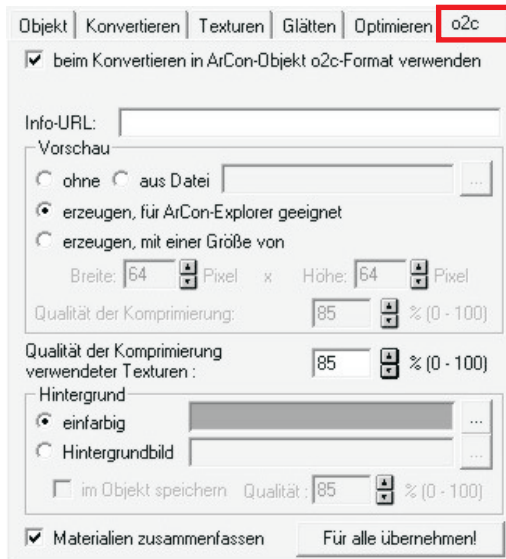 Objekt Konvertieren Texturen Glätten Optimieren o2c
beim Konvertieren in ArCon-Objekt o2c-Format verwenden
Info-URL:
Vorschau
ohne aus Datei ...
erzeugen, für ArCon-Explorer geeignet
erzeugen, mit einer Größe von
Breite: 64 Pixel x Höhe: 64 Pixel
Qualität der Komprimierung: 85 % (0 - 100)
Qualität der Komprimierung
verwendeter Texturen : 85 % (0 - 100)
Hintergrund
einfarbig ...
Hintergrundbild ...
im Objekt speichern Qualität : 85 % (0 - 100)
Materialien zusammenfassen Für alle übernehmen!